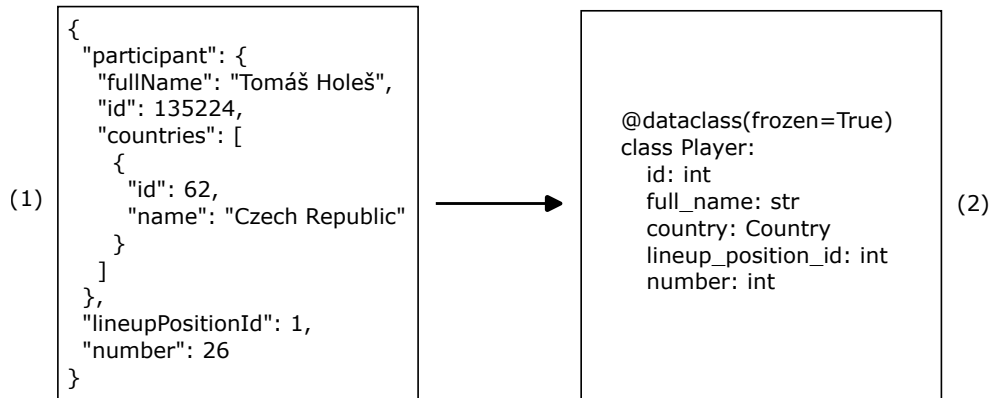 (1)
{
"participant": {
"fullName": "Tomáš Holeš",
"id": 135224,
"countries": [
{
"id": 62,
"name": "Czech Republic"
}
]
},
"lineupPositionId": 1,
"number": 26
}
@dataclass(frozen=True)
class Player:
id: int
full_name: str
country: Country
lineup_position_id: int
number: int
(2)